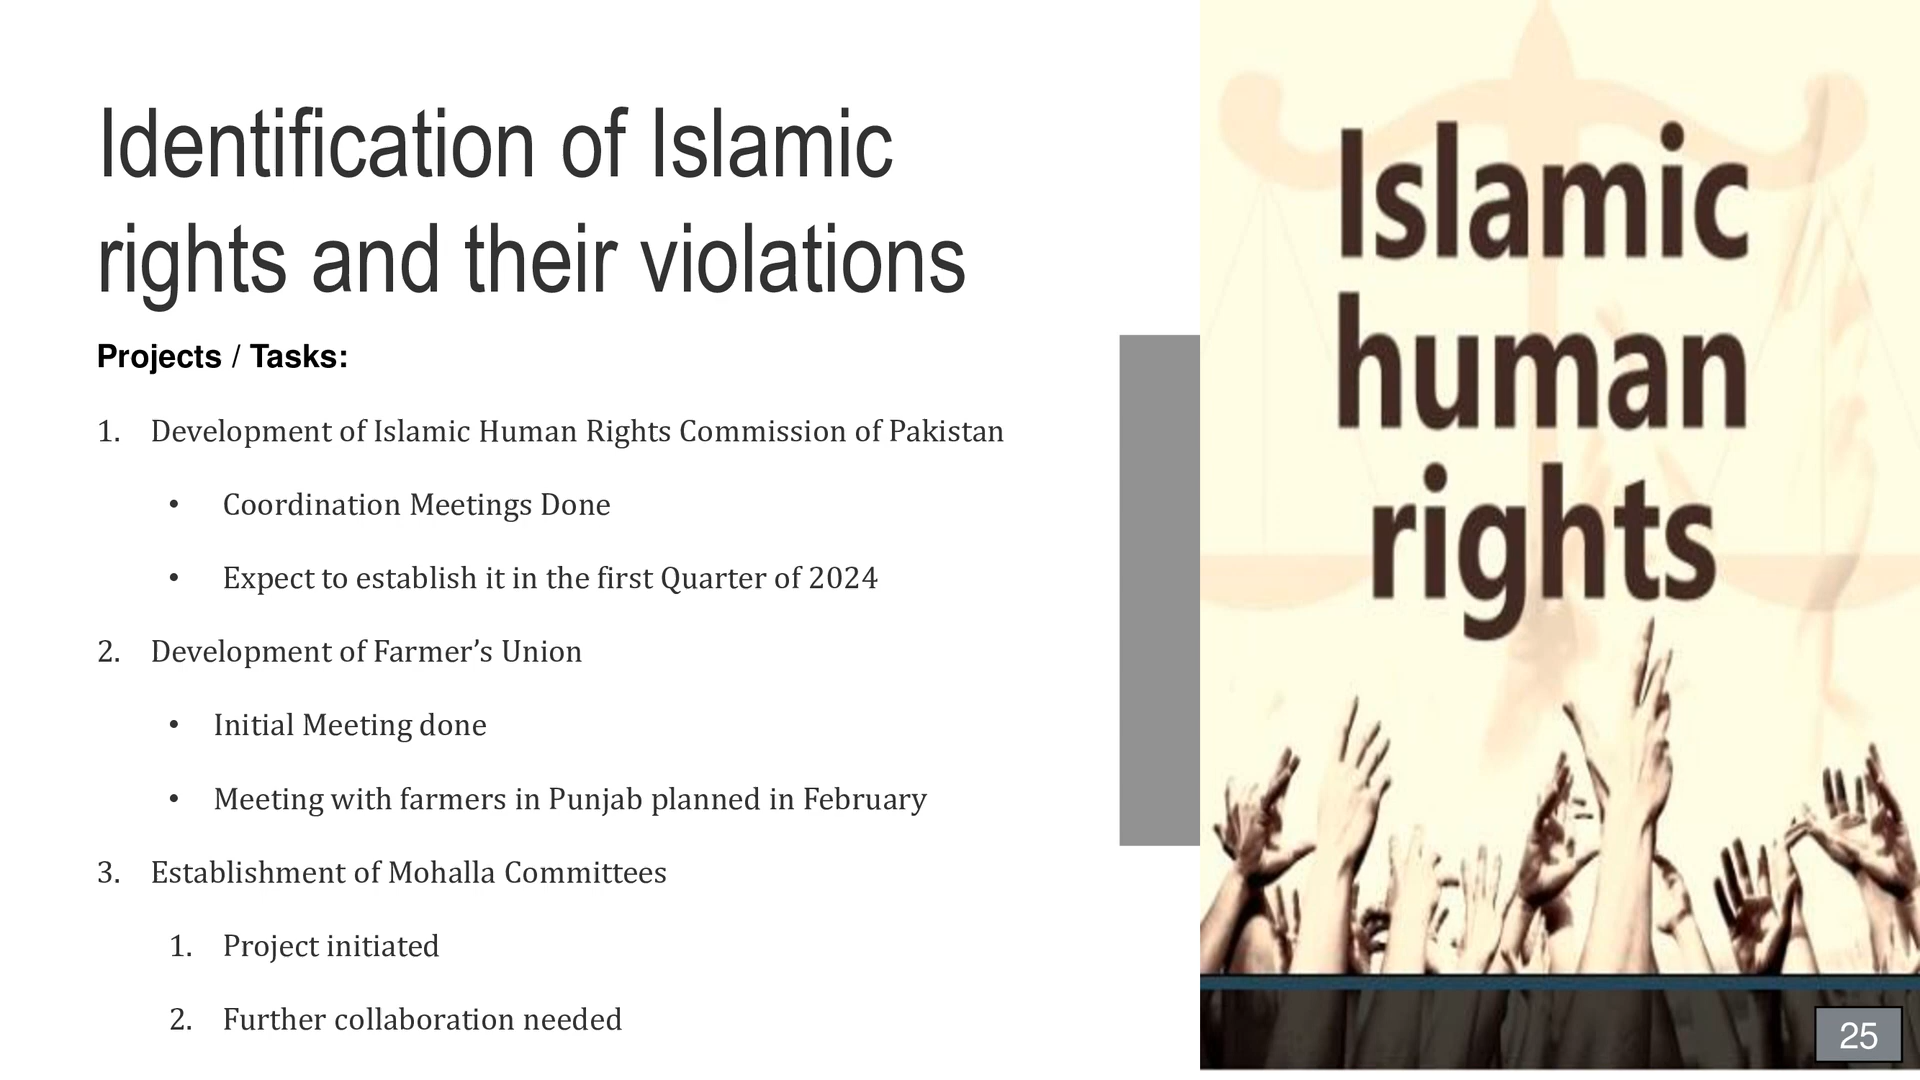 Identification of Islamic
rights and their violations
Projects / Tasks:
1. Development of Islamic Human Rights Commission of Pakistan
• Coordination Meetings Done
• Expect to establish it in the first Quarter of 2024
2. Development of Farmer’s Union
• Initial Meeting done
• Meeting with farmers in Punjab planned in February
3. Establishment of Mohalla Committees
1. Project initiated
2. Further collaboration needed
Islamic
human
rights
25